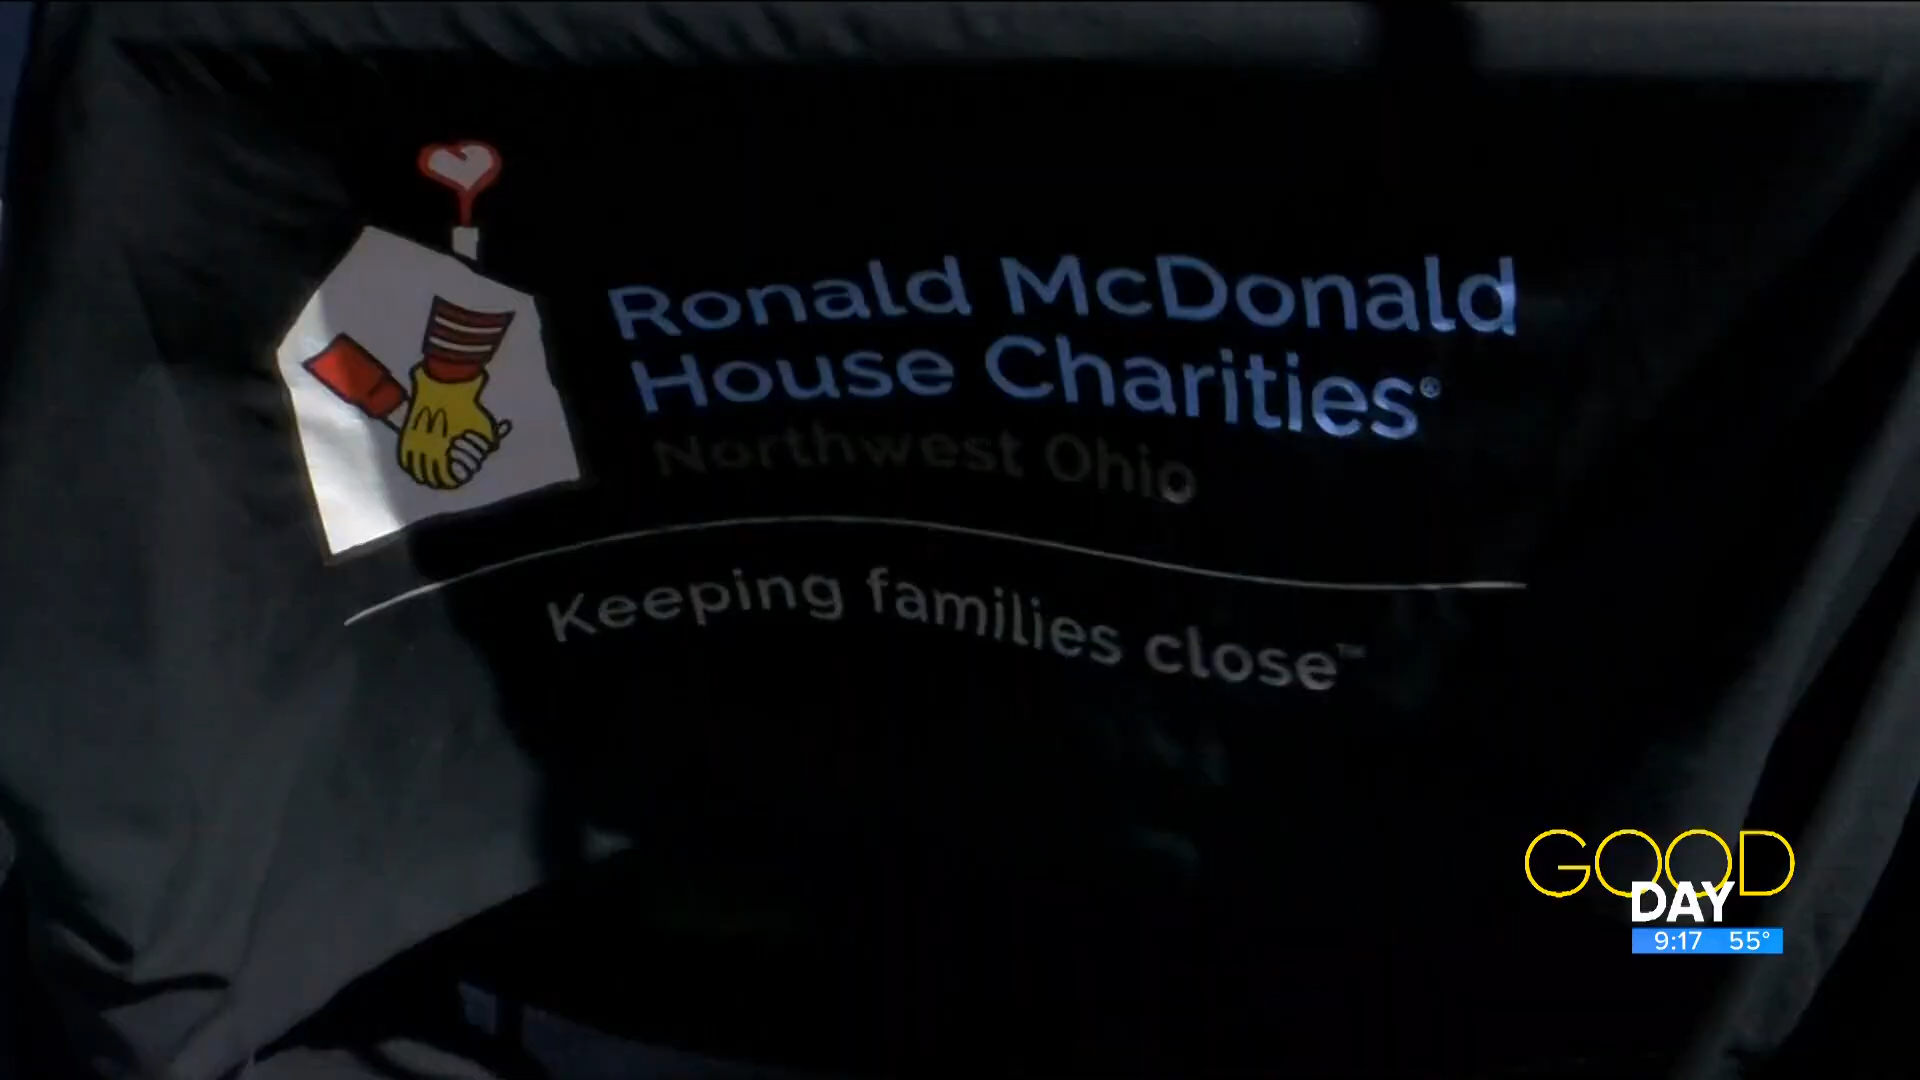 Ronald McDonald
House Charities®
Northwest Ohio
Keeping families close™
GOOD
DAY
9:17 55°